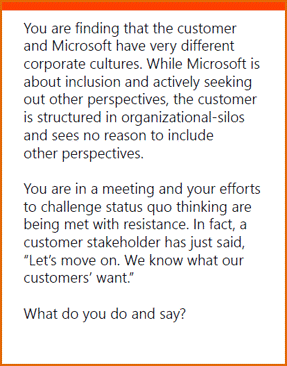 You are finding that the customer
and Microsoft have very different
corporate cultures. While Microsoft is
about inclusion and actively seeking
out other perspectives, the customer
is structured in organizational-silos
and sees no reason to include
other perspectives.
You are in a meeting and your efforts
to challenge status quo thinking are
being met with resistance. In fact, a
customer stakeholder has just said,
“Let’s move on. We know what our
customers’ want.”
What do you do and say?